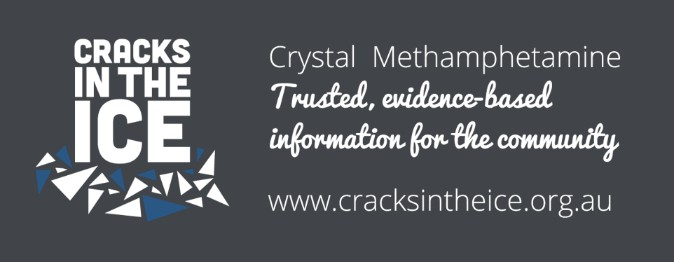 CRACKS
IN THE
ICE
Crystal Methamphetamine
Trusted, evidence-based
information for the community
www.cracksintheice.org.au